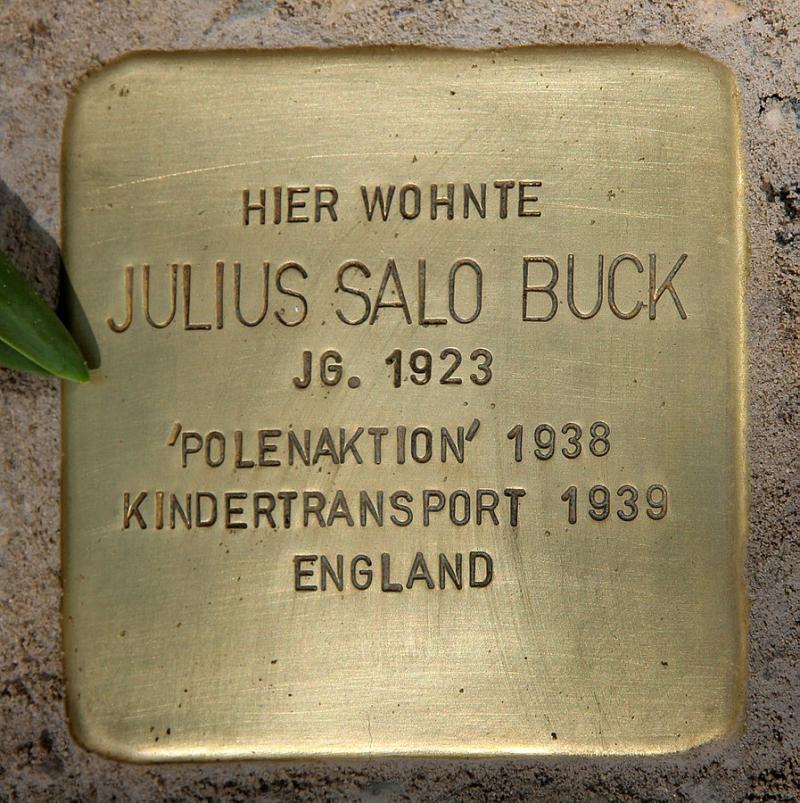 HIER WOHNTE
JULIUS SALO BUCK
JG. 1923
'POLENAKTION' 1938
KINDERTRANSPORT 1939
ENGLAND